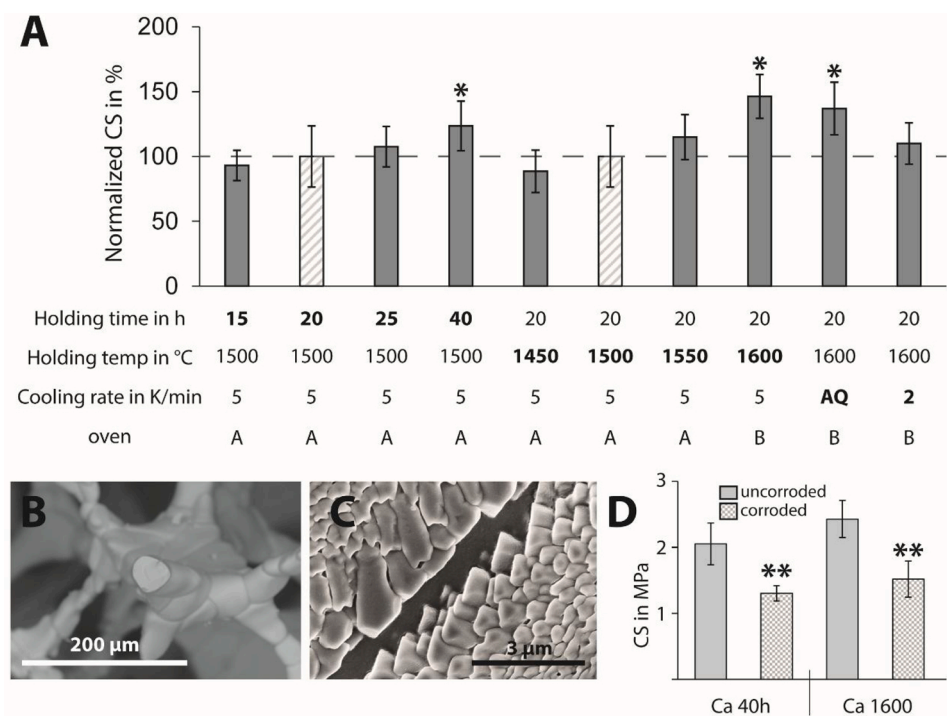 A
Normalized CS in %
200
150
100
50
0
* * *
Holding time in h 15 20 25 40 20 20 20 20 20 20
Holding temp in °C 1500 1500 1500 1500 1450 1500 1550 1600 1600 1600
Cooling rate in K/min 5 5 5 5 5 5 5 5 AQ 2
oven A A A A A A A B B B
B
200 µm
C
3 µm
D
CS in MPa
3
2
1
uncorroded
corroded
** **
Ca 40h Ca 1600